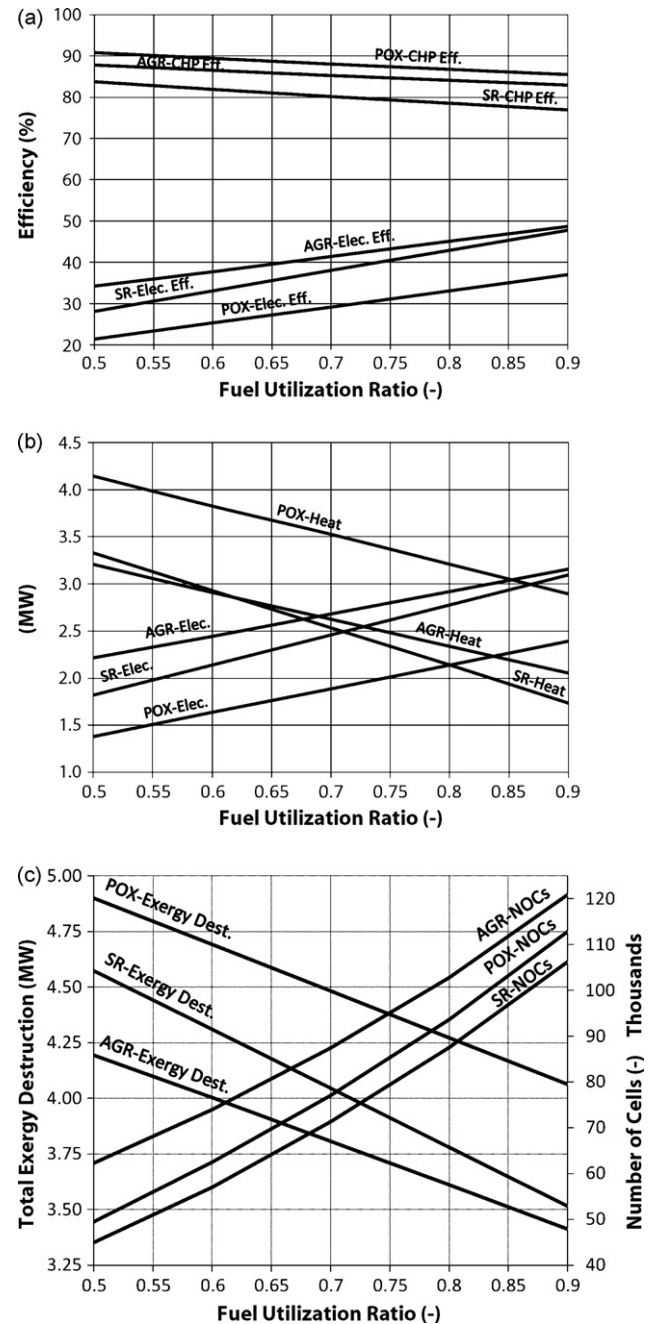 (a)
100
90
80
70
60
50
40
30
20
Efficiency (%)
POX-CHP Eff.
AGR-CHP Eff.
SR-CHP Eff.
AGR-Elec. Eff.
SR-Elec. Eff.
POX-Elec. Eff.
0.5 0.55 0.6 0.65 0.7 0.75 0.8 0.85 0.9
Fuel Utilization Ratio (-)
(b)
4.5
4.0
3.5
3.0
2.5
2.0
1.5
1.0
(MW)
POX-Heat
AGR-Elec.
AGR-Heat
SR-Elec.
SR-Heat
POX-Elec.
0.5 0.55 0.6 0.65 0.7 0.75 0.8 0.85 0.9
Fuel Utilization Ratio (-)
(c)
5.00
4.75
4.50
4.25
4.00
3.75
3.50
3.25
Total Exergy Destruction (MW)
POX-Exergy Dest.
SR-Exergy Dest.
AGR-Exergy Dest.
AGR-NOCs
POX-NOCs
SR-NOCs
120
110
100
90
80
70
60
50
40
Number of Cells (-) Thousands
0.5 0.55 0.6 0.65 0.7 0.75 0.8 0.85 0.9
Fuel Utilization Ratio (-)